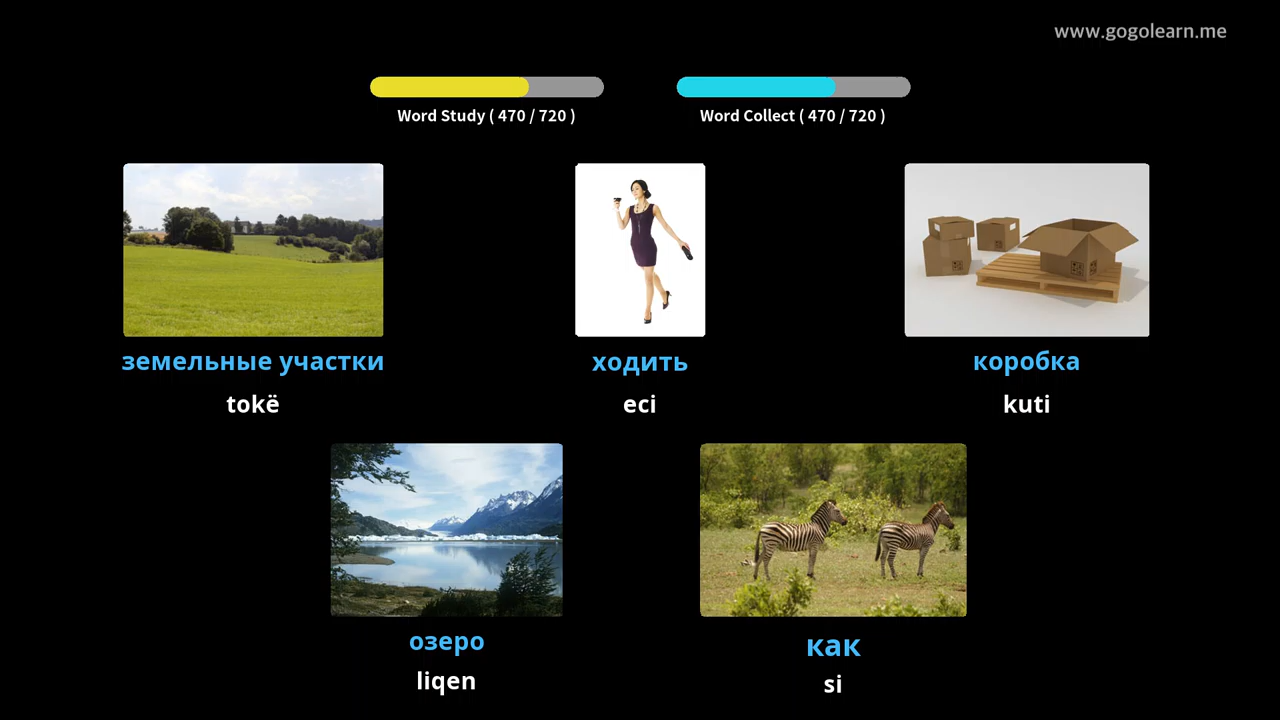 www.gogolearn.me
Word Study ( 470 / 720 )
Word Collect ( 470 / 720 )
земельные участки
tokë
ходить
eci
коробка
kuti
озеро
liqen
как
si